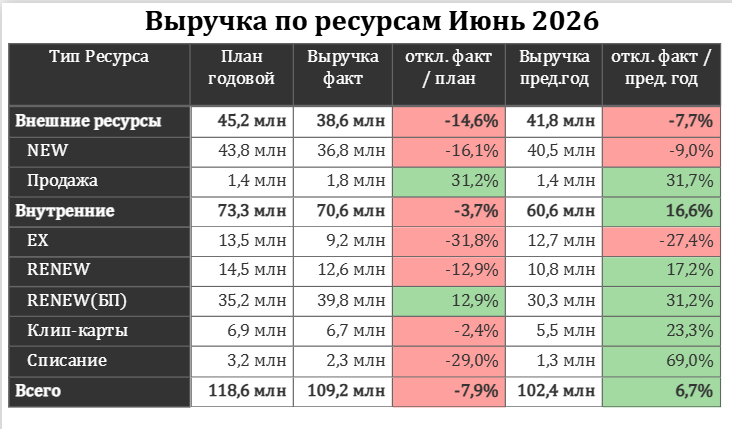 Выручка по ресурсам Июнь 2026
Тип Ресурса План годовой Выручка факт откл. факт / план Выручка пред.год откл. факт / пред. год
Внешние ресурсы 45,2 млн 38,6 млн -14,6% 41,8 млн -7,7%
NEW 43,8 млн 36,8 млн -16,1% 40,5 млн -9,0%
Продажа 1,4 млн 1,8 млн 31,2% 1,4 млн 31,7%
Внутренние 73,3 млн 70,6 млн -3,7% 60,6 млн 16,6%
EX 13,5 млн 9,2 млн -31,8% 12,7 млн -27,4%
RENEW 14,5 млн 12,6 млн -12,9% 10,8 млн 17,2%
RENEW(БП) 35,2 млн 39,8 млн 12,9% 30,3 млн 31,2%
Клип-карты 6,9 млн 6,7 млн -2,4% 5,5 млн 23,3%
Списание 3,2 млн 2,3 млн -29,0% 1,3 млн 69,0%
Всего 118,6 млн 109,2 млн -7,9% 102,4 млн 6,7%